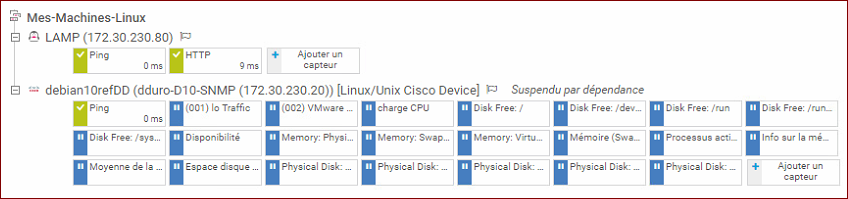 Mes-Machines-Linux
LAMP (172.30.230.80)
Ping 0 ms HTTP 9 ms Ajouter un capteur
debian10refDD (dduro-D10-SNMP (172.30.230.20)) [Linux/Unix Cisco Device] Suspendu par dépendance
Ping 0 ms (001) lo Traffic (002) VMware ... charge CPU Disk Free: / Disk Free: /dev... Disk Free: /run Disk Free: /run...
Disk Free: /sys... Disponibilité Memory: Physi... Memory: Swap... Memory: Virtu... Mémoire (Swa... Processus acti... Info sur la mé...
Moyenne de la ... Espace disque ... Physical Disk: ... Physical Disk: ... Physical Disk: ... Physical Disk: ... Physical Disk: ... Ajouter un capteur